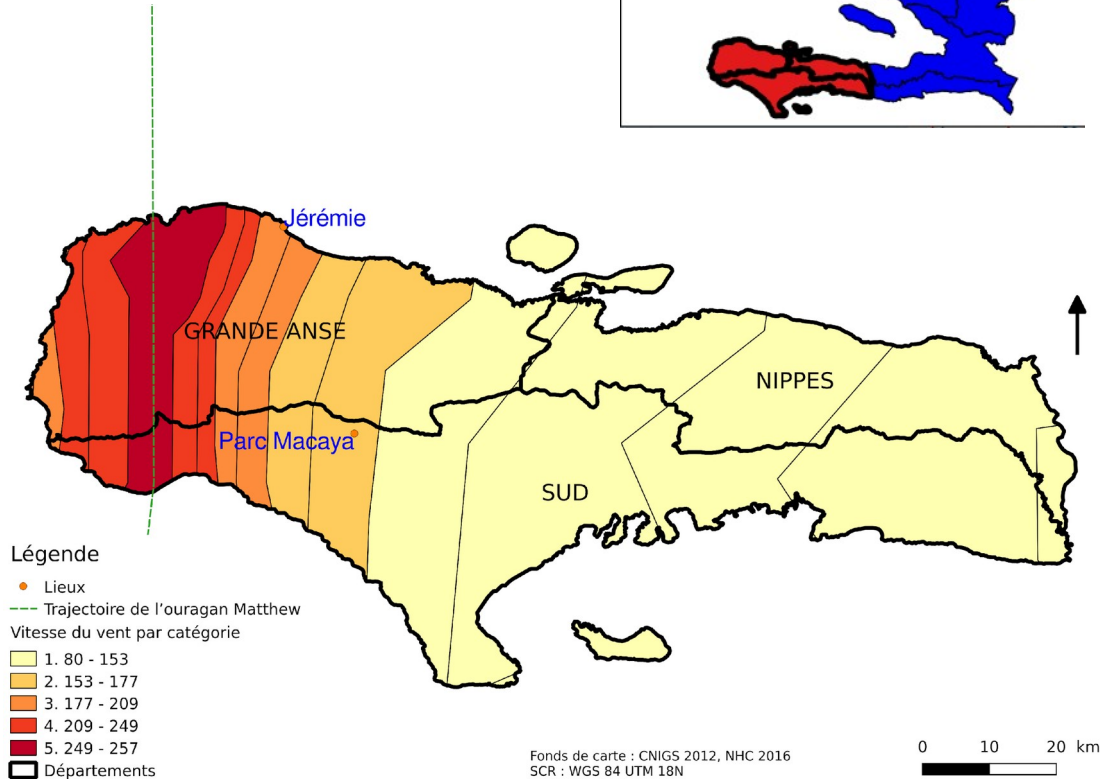 Jérémie
GRANDE ANSE
NIPPES
Parc Macaya
SUD
Légende
Lieux
Trajectoire de l'ouragan Matthew
Vitesse du vent par catégorie
1. 80 - 153
2. 153 - 177
3. 177 - 209
4. 209 - 249
5. 249 - 257
Départements
Fonds de carte : CNIGS 2012, NHC 2016
SCR : WGS 84 UTM 18N
0 10 20 km